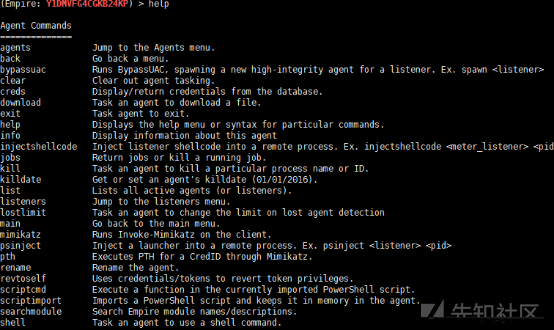 (Empire: Y1DMVFG4CGKB24KP) > help
Agent Commands
==============
agents Jump to the Agents menu.
back Go back a menu.
bypassuac Runs BypassUAC, spawning a new high-integrity agent for a listener. Ex. spawn <listener>
clear Clear out agent tasking.
creds Display/return credentials from the database.
download Task an agent to download a file.
exit Task agent to exit.
help Displays the help menu or syntax for particular commands.
info Display information about this agent
injectshellcode Inject listener shellcode into a remote process. Ex. injectshellcode <meter_listener> <pid
jobs Return jobs or kill a running job.
kill Task an agent to kill a particular process name or ID.
killdate Get or set an agent's killdate (01/01/2016).
list Lists all active agents (or listeners).
listeners Jump to the listeners menu.
lostlimit Task an agent to change the limit on lost agent detection
main Go back to the main menu.
mimikatz Runs Invoke-Mimikatz on the client.
psinject Inject a launcher into a remote process. Ex. psinject <listener> <pid>
pth Executes PTH for a CredID through Mimikatz.
rename Rename the agent.
revtoself Uses credentials/tokens to revert token privileges.
scriptcmd Execute a function in the currently imported PowerShell script.
scriptimport Imports a PowerShell script and keeps it in memory in the agent.
searchmodule Search Empire module names/descriptions.
shell Task an agent to use a shell command.
先知社区